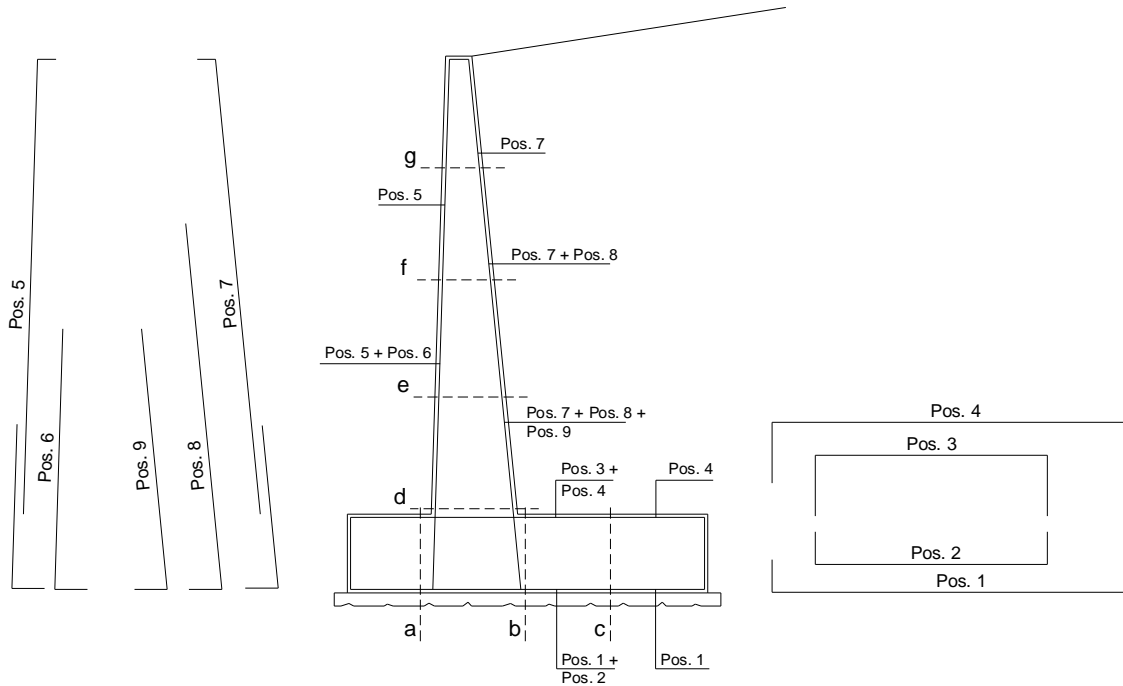 Pos. 5
Pos. 6
Pos. 9
Pos. 8
Pos. 7
g
Pos. 7
Pos. 5
f
Pos. 7 + Pos. 8
Pos. 5 + Pos. 6
e
Pos. 7 + Pos. 8 +
Pos. 9
d
Pos. 3 +
Pos. 4
Pos. 4
a
b
c
Pos. 1 +
Pos. 2
Pos. 1
Pos. 4
Pos. 3
Pos. 2
Pos. 1